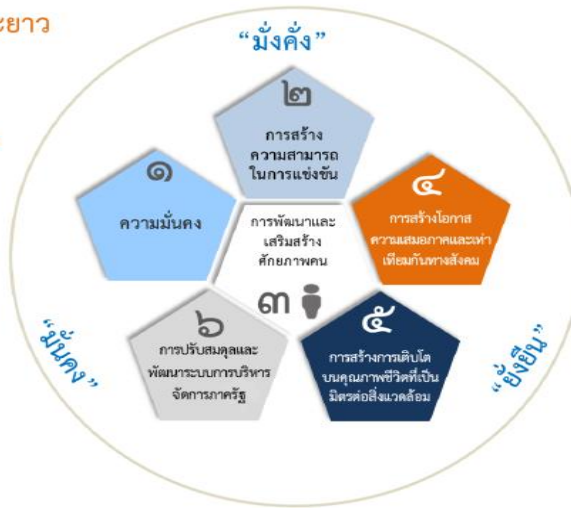 ะยาว
“มั่งคั่ง”
๒
การสร้าง
ความสามารถ
ในการแข่งขัน
๑
ความมั่นคง
การพัฒนาและ
เสริมสร้าง
ศักยภาพคน
๓
๔
การสร้างโอกาส
ความเสมอภาคและเท่า
เทียมกันทางสังคม
๖
การปรับสมดุลและ
พัฒนาระบบการบริหาร
จัดการภาครัฐ
๕
การสร้างการเติบโต
บนคุณภาพชีวิตที่เป็น
มิตรต่อสิ่งแวดล้อม
“มั่นคง”
“ยั่งยืน”